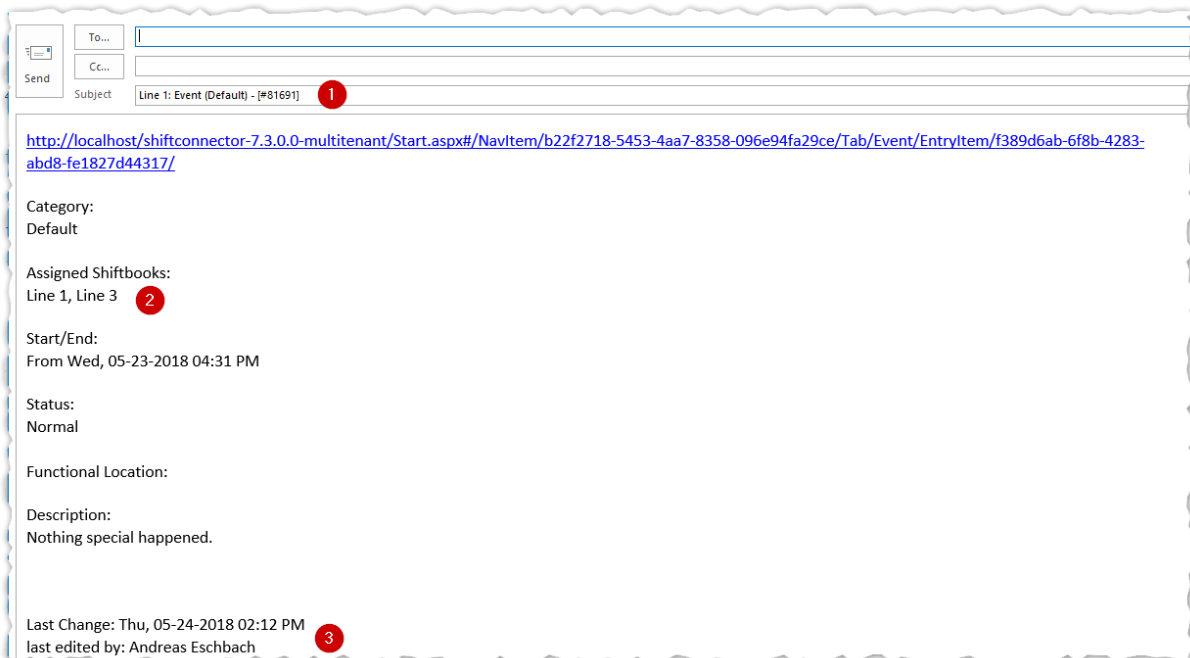 To...
Send
Cc...
Subject
Line 1: Event (Default) - [#81691]
1
http://localhost/shiftconnector-7.3.0.0-multitenant/Start.aspx#/NavItem/b22f2718-5453-4aa7-8358-096e94fa29ce/Tab/Event/EntryItem/f389d6ab-6f8b-4283-
abd8-fe1827d44317/
Category:
Default
Assigned Shiftbooks:
Line 1, Line 3
2
Start/End:
From Wed, 05-23-2018 04:31 PM
Status:
Normal
Functional Location:
Description:
Nothing special happened.
Last Change: Thu, 05-24-2018 02:12 PM
3
last edited by: Andreas Eschbach